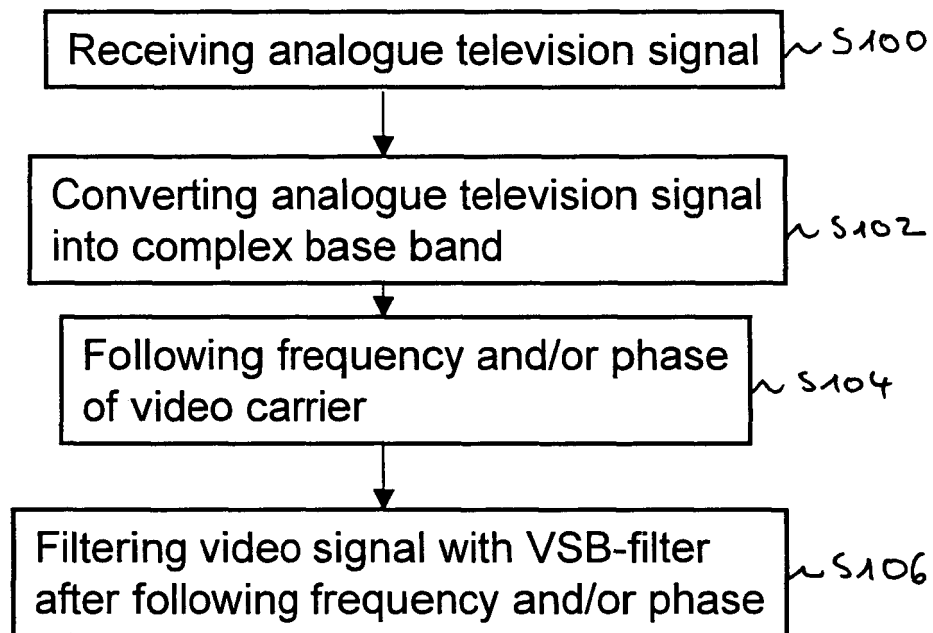 Receiving analogue television signal S100
Converting analogue television signal
into complex base band S102
Following frequency and/or phase
of video carrier S104
Filtering video signal with VSB-filter
after following frequency and/or phase S106